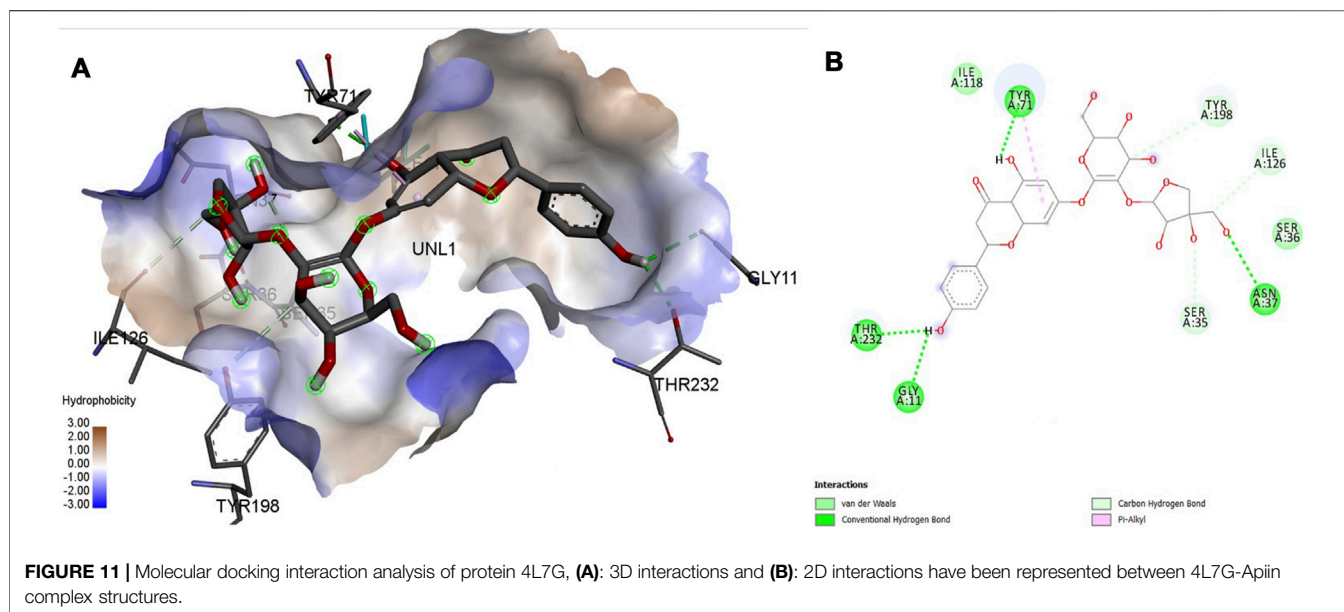 A
TYR71
N37
UNL1
GLY11
SER36
SER35
ILE126
THR232
TYR198
Hydrophobicity
3.00
2.00
1.00
0.00
-1.00
-2.00
-3.00
B
ILE
A:118
TYR
A:71
TYR
A:198
ILE
A:126
SER
A:36
ASN
A:37
SER
A:35
THR
A:232
GLY
A:11
H
O
O
O
O
O
O
O
O
O
O
O
O
O
H
O
Interactions
van der Waals
Conventional Hydrogen Bond
Carbon Hydrogen Bond
Pi-Alkyl
FIGURE 11 | Molecular docking interaction analysis of protein 4L7G, (A): 3D interactions and (B): 2D interactions have been represented between 4L7G-Apiin
complex structures.